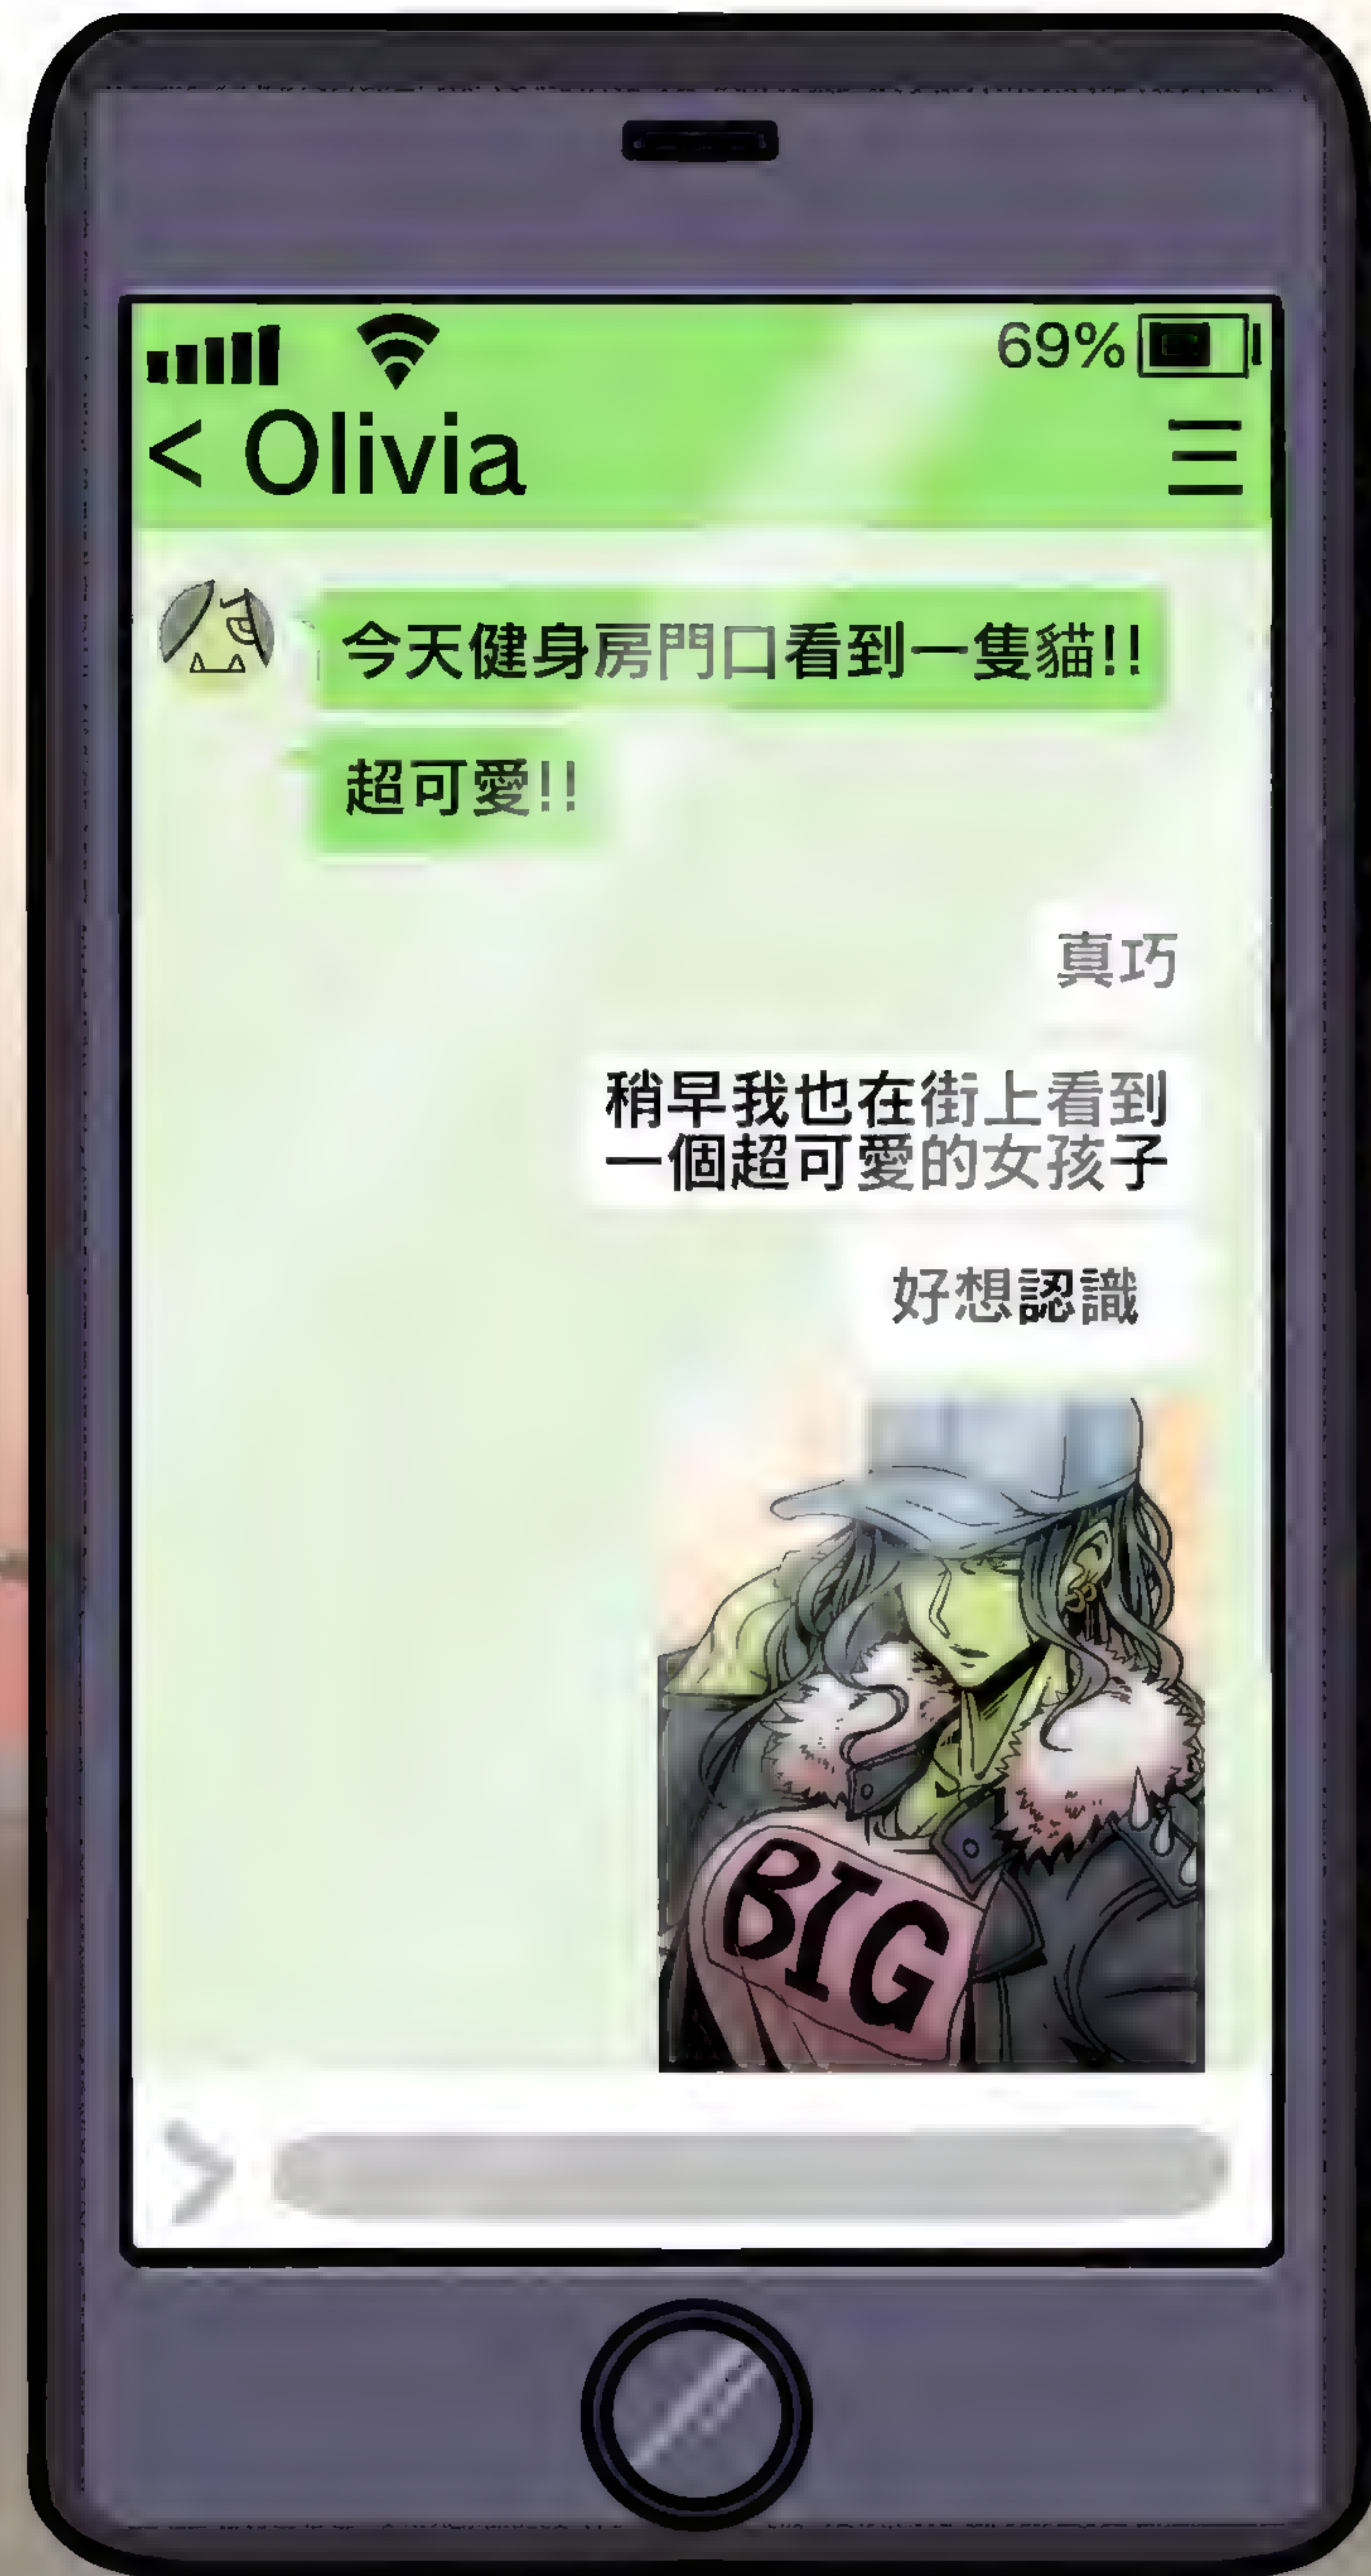 69%
< Olivia
今天健身房門口看到一隻貓!!
超可愛!!
真巧
稍早我也在街上看到
一個超可愛的女孩子
好想認識
BIG